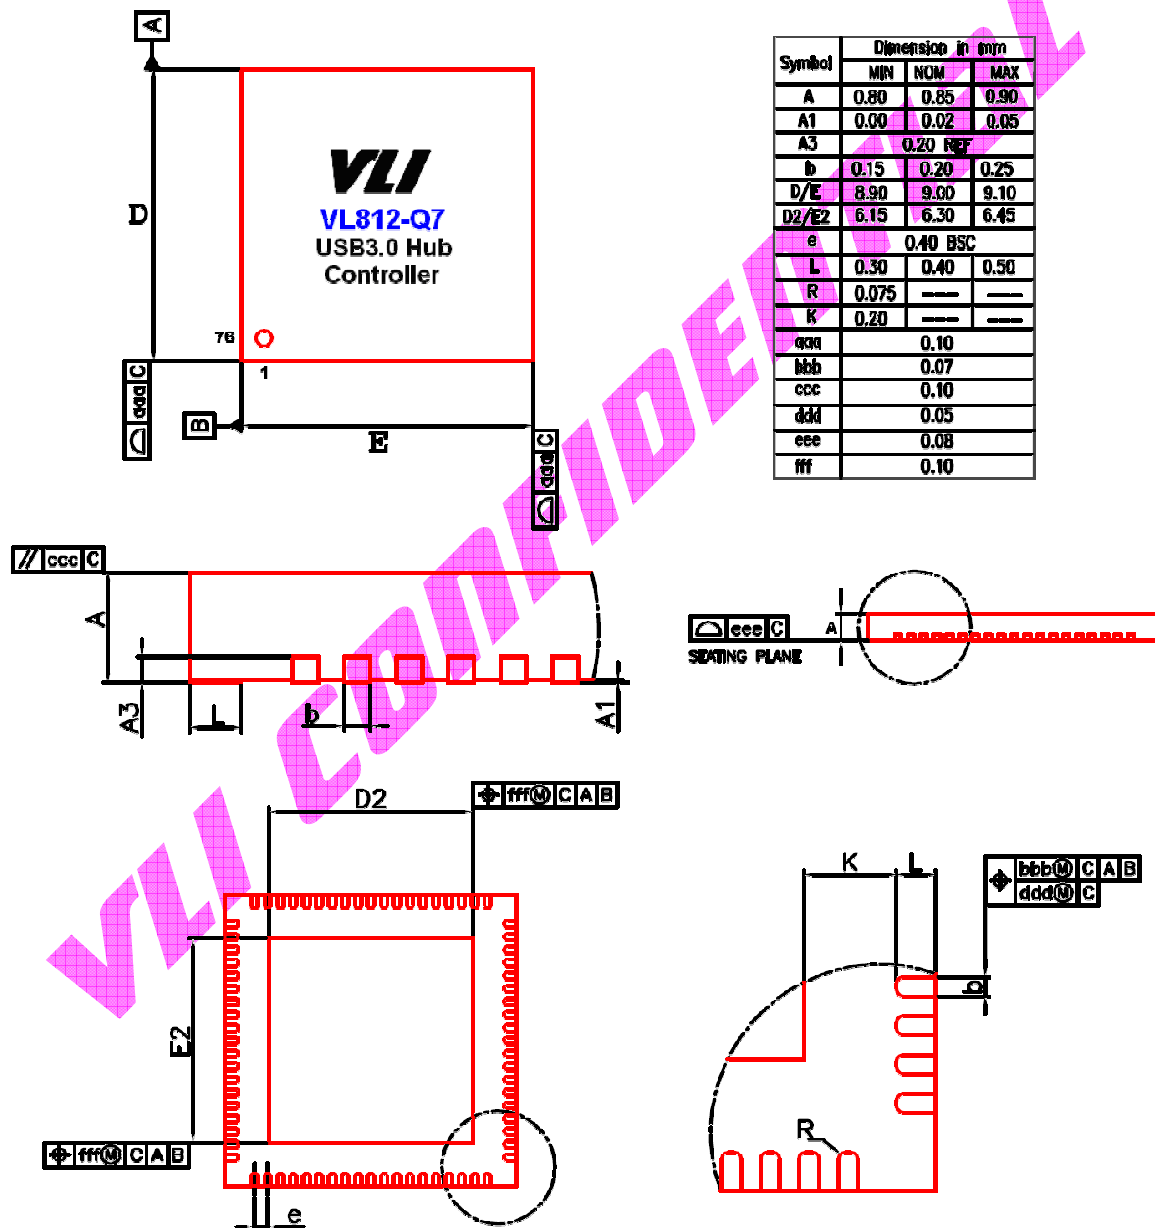 A
D
VLI
VL812-Q7
USB3.0 Hub
Controller
76
1
aaa C
B
E
aaa C
Symbol Dimension in mm
MIN NOM MAX
A 0.80 0.85 0.90
A1 0.00 0.02 0.05
A3 0.20 REF
b 0.15 0.20 0.25
D/E 8.90 9.00 9.10
D2/E2 6.15 6.30 6.45
e 0.40 BSC
L 0.30 0.40 0.50
R 0.075 --- ---
K 0.20 --- ---
aaa 0.10
bbb 0.07
ccc 0.10
ddd 0.05
eee 0.08
fff 0.10
// ccc C
A
A3
L
b
A1
eee C
SEATING PLANE
A
D2
fff M C A B
E2
fff M C A B
e
K
L
bbb M C A B
ddd M C
b
R
VLI Confidential